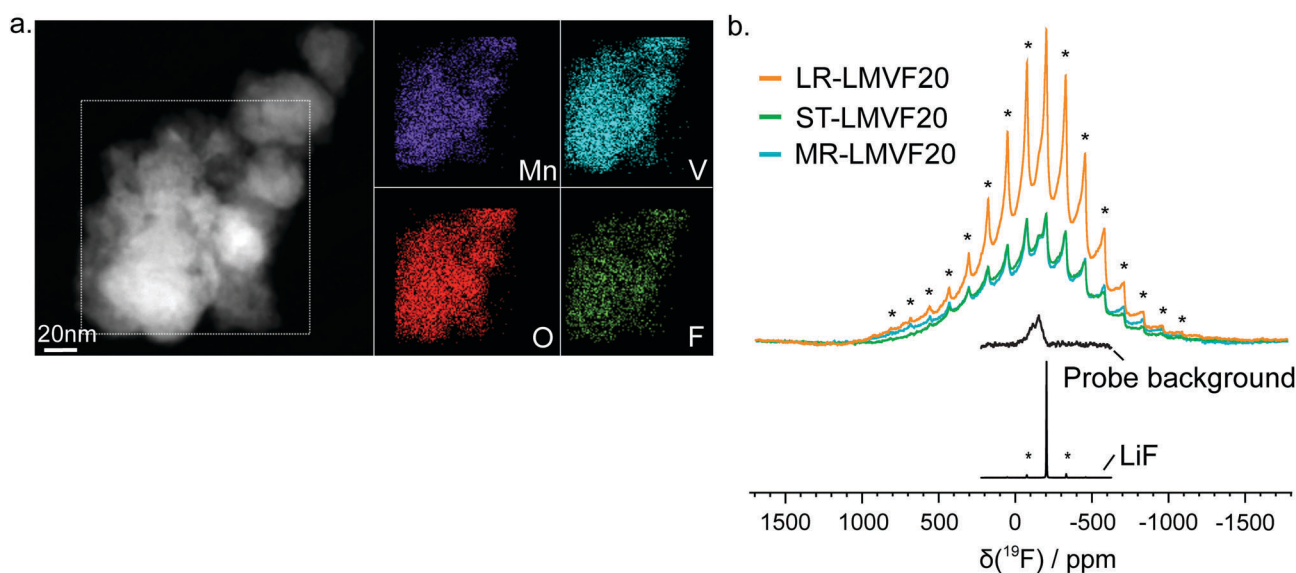 a.
20nm
Mn
V
O
F
b.
LR-LMVF20
ST-LMVF20
MR-LMVF20
* * * * * * * * * * * * * * *
Probe background
* *
LiF
1500 1000 500 0 -500 -1000 -1500
δ(¹⁹F) / ppm